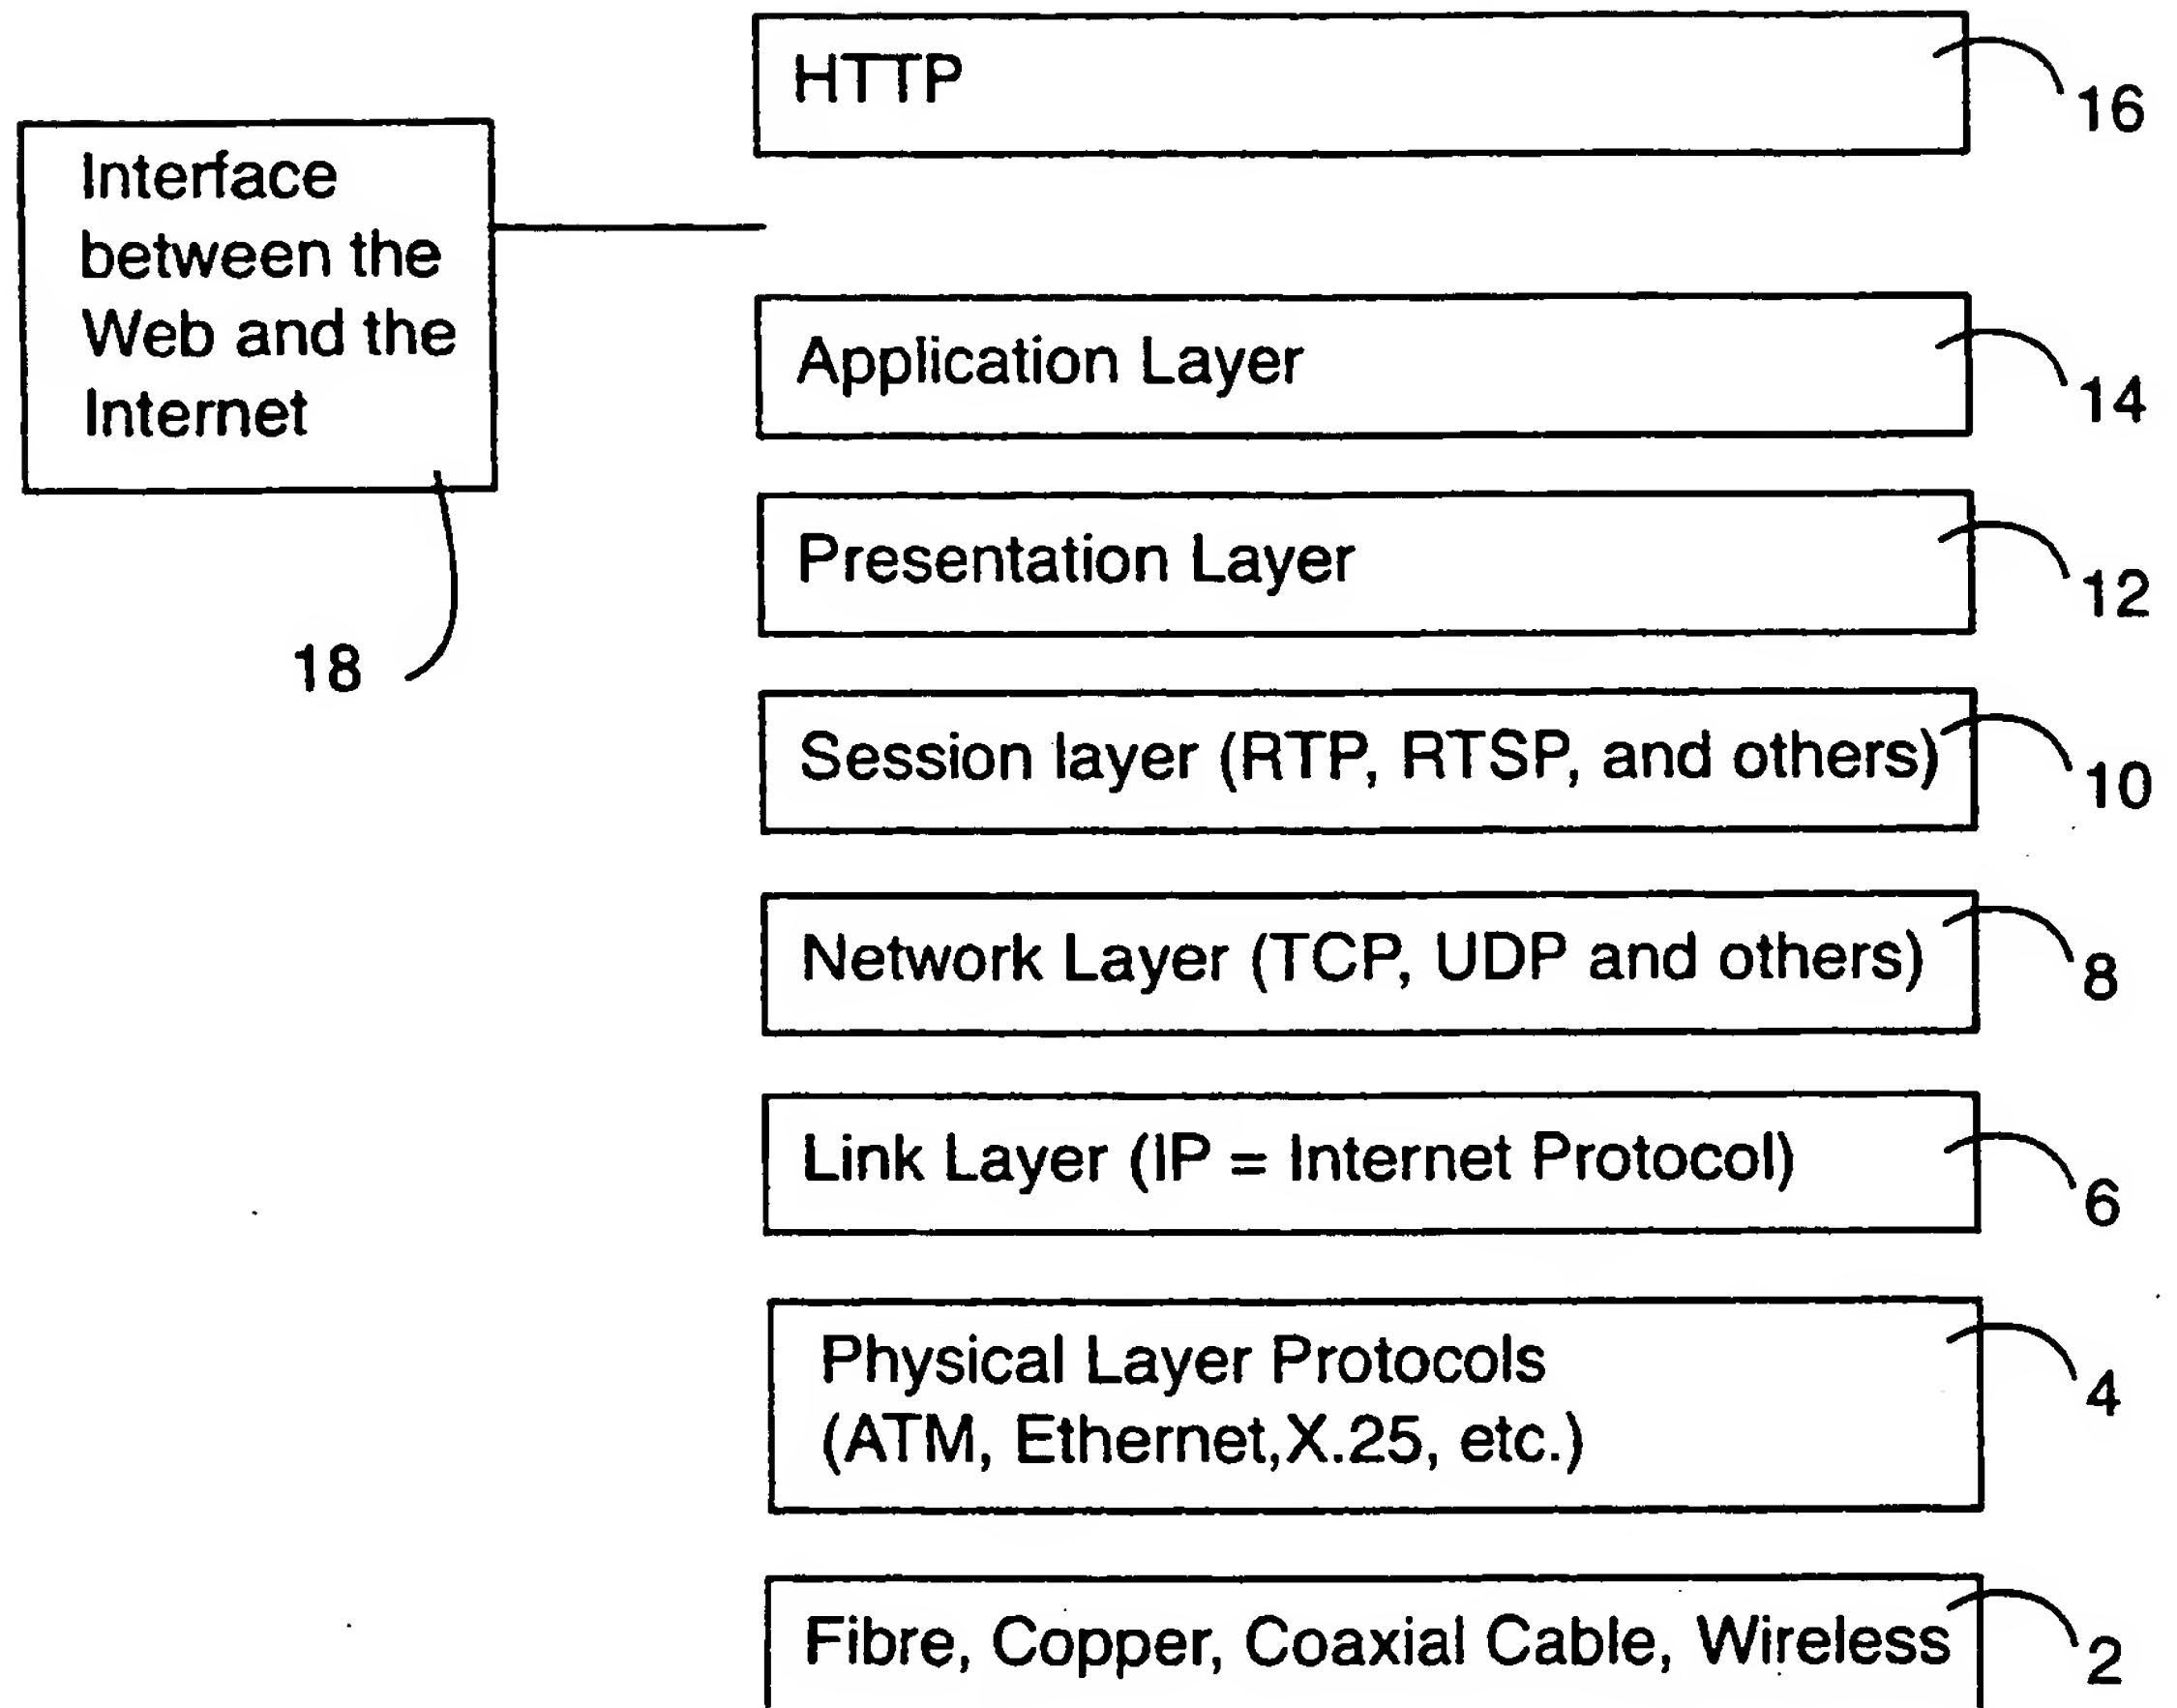 HTTP
16
Interface
between the
Web and the
Internet
18
Application Layer
14
Presentation Layer
12
Session layer (RTP, RTSP, and others)
10
Network Layer (TCP, UDP and others)
8
Link Layer (IP = Internet Protocol)
6
Physical Layer Protocols
(ATM, Ethernet,X.25, etc.)
4
Fibre, Copper, Coaxial Cable, Wireless
2